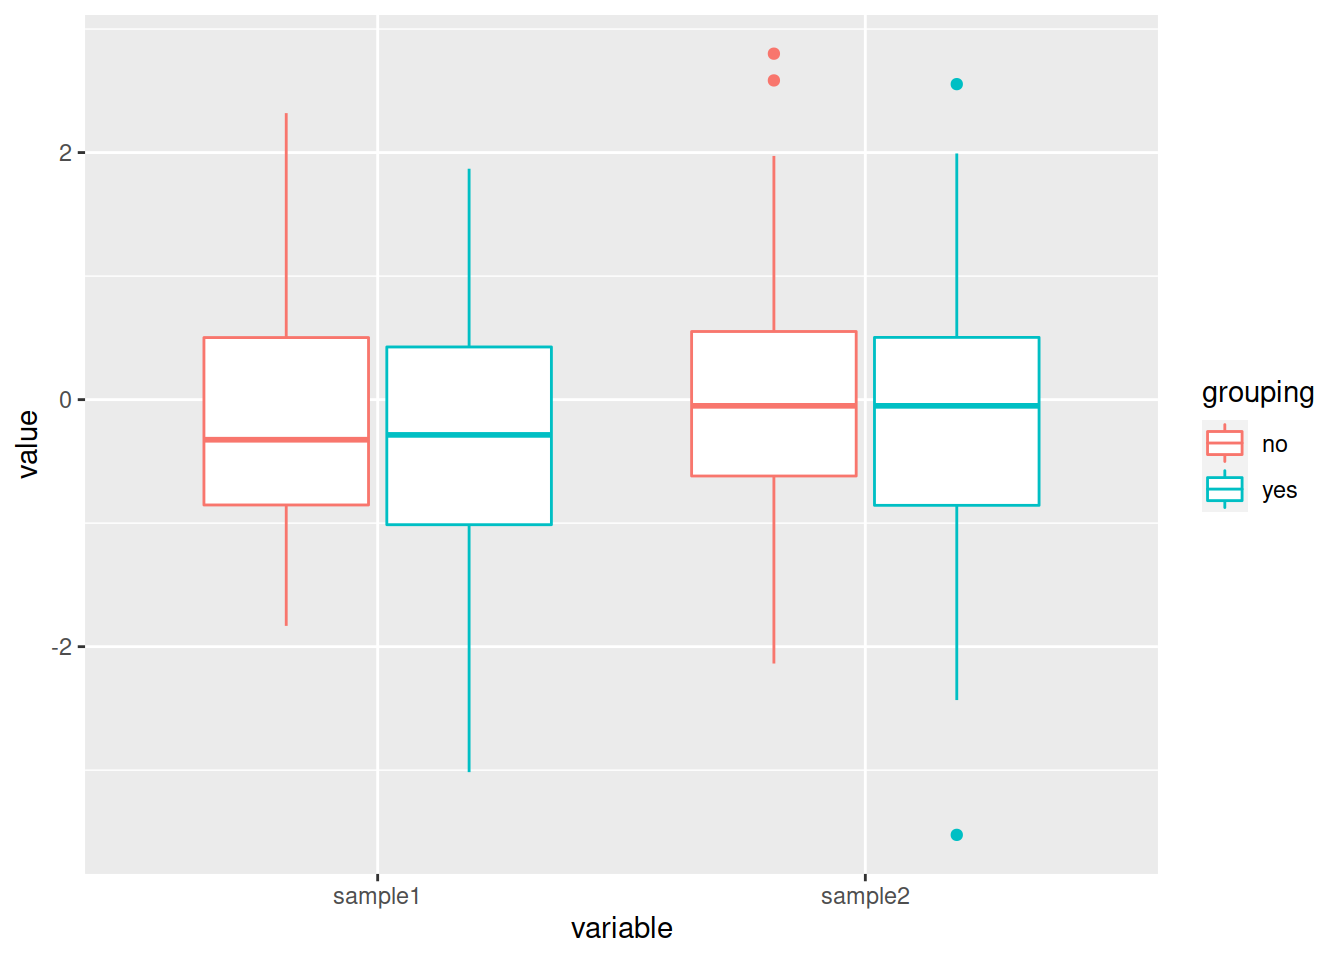 value
2
0
-2
sample1
sample2
variable
grouping
no
yes